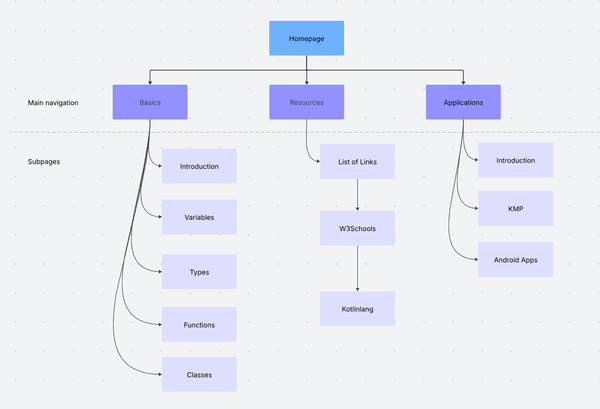 Homepage
Main navigation
Basics
Resources
Applications
Subpages
Introduction
Variables
Types
Functions
Classes
List of Links
W3Schools
Kotlinlang
Introduction
KMP
Android Apps